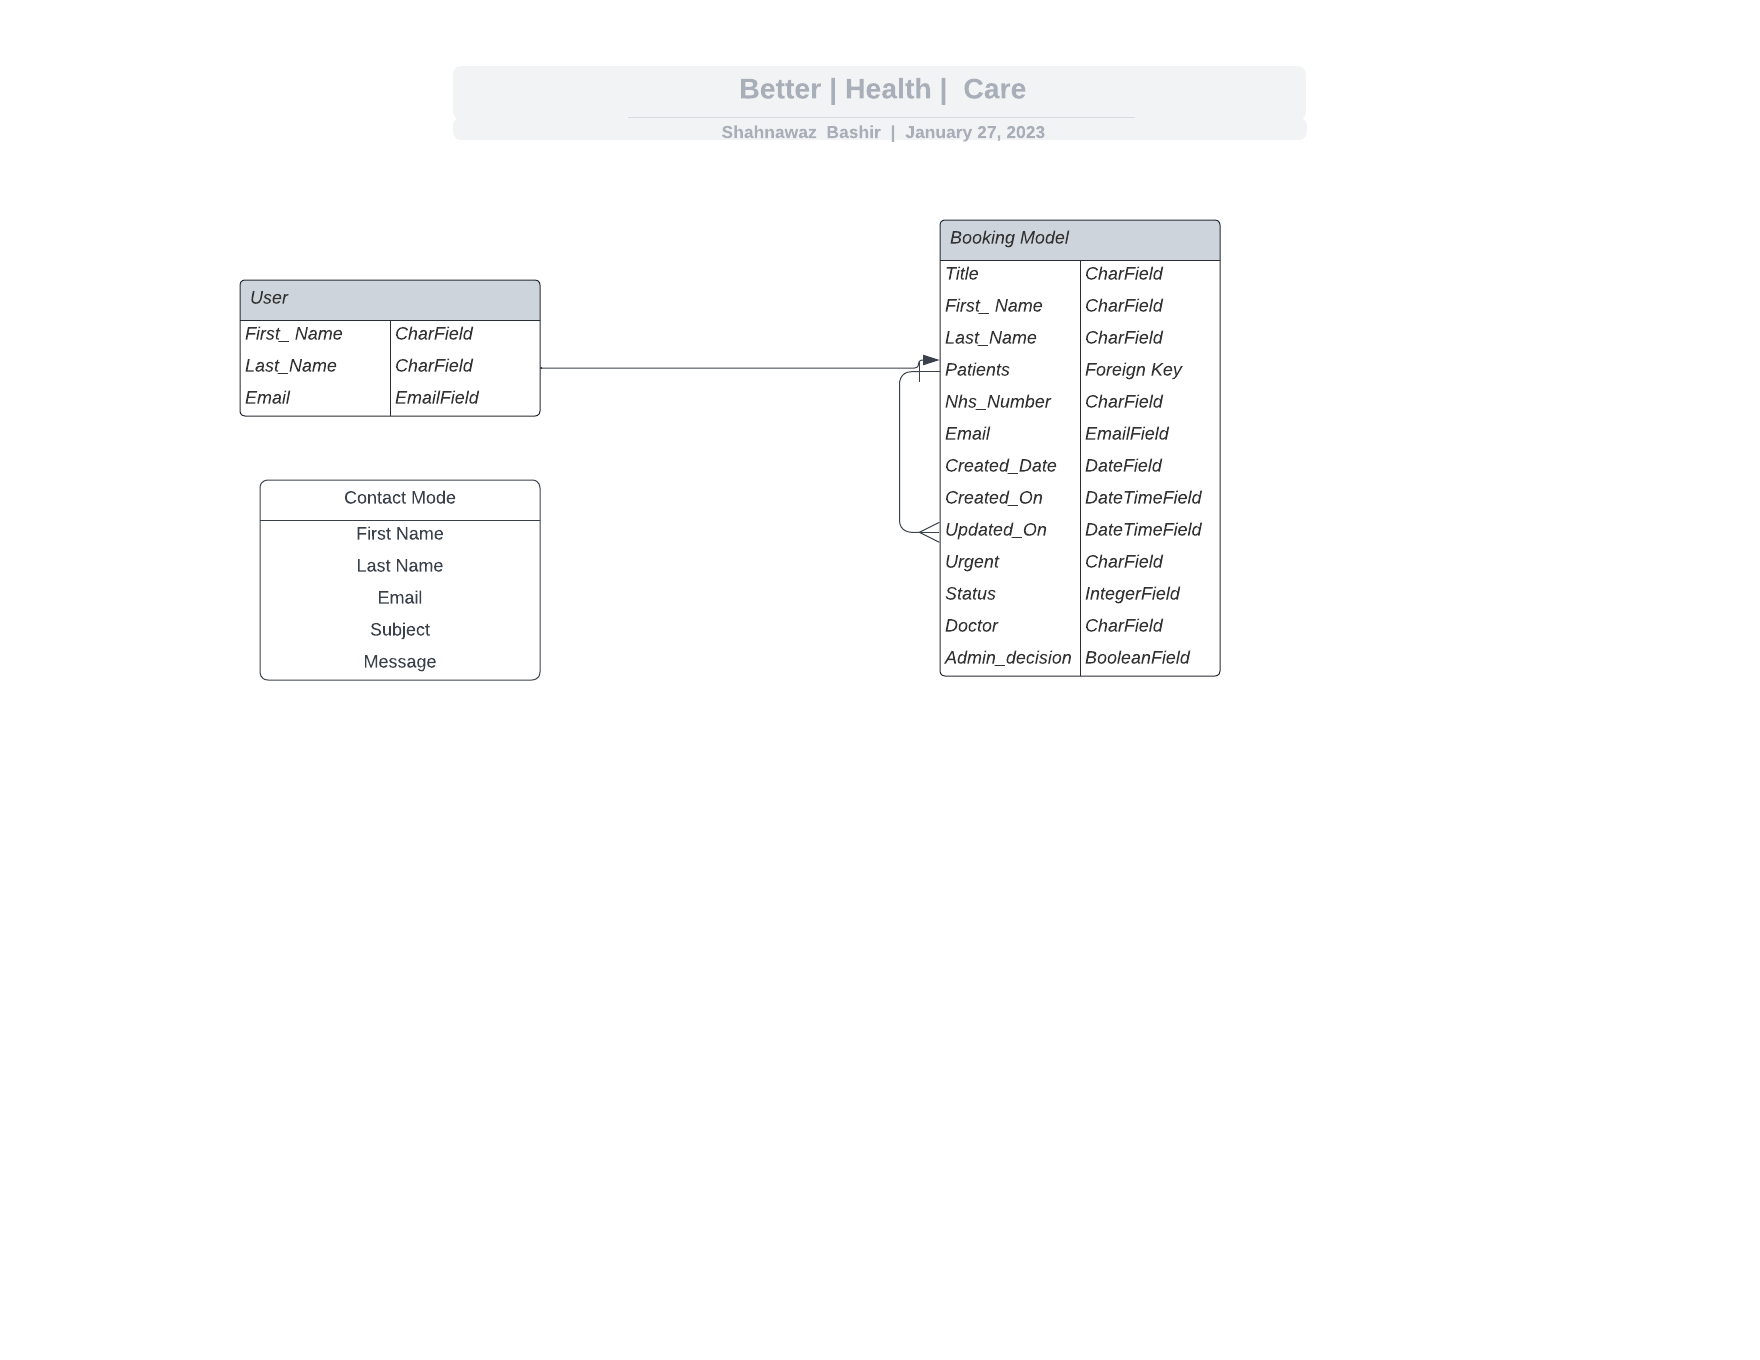 Better | Health |  Care
Shahnawaz  Bashir  |  January 27, 2023
User
First_ Name CharField
Last_Name CharField
Email EmailField
Contact Mode
First Name
Last Name
Email
Subject
Message
Booking Model
Title CharField
First_ Name CharField
Last_Name CharField
Patients Foreign Key
Nhs_Number CharField
Email EmailField
Created_Date DateField
Created_On DateTimeField
Updated_On DateTimeField
Urgent CharField
Status IntegerField
Doctor CharField
Admin_decision BooleanField